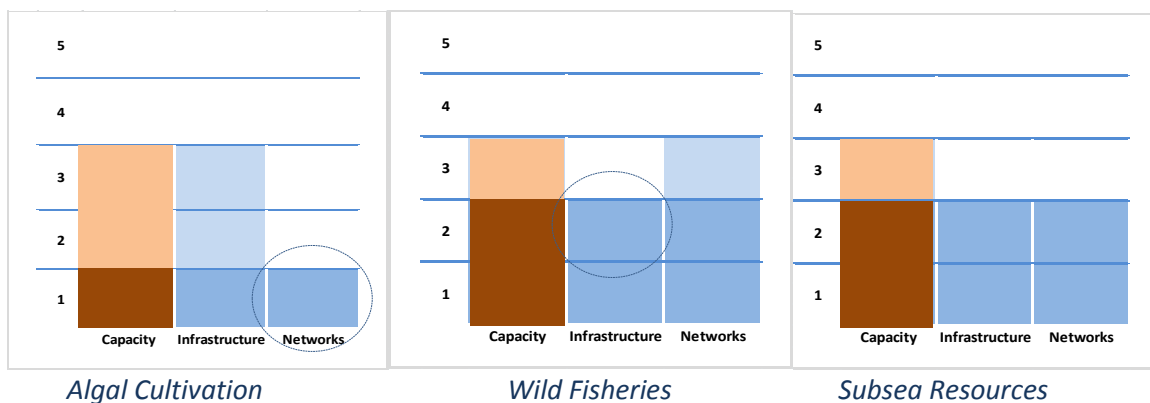 5
4
3
2
1
Capacity Infrastructure Networks
Algal Cultivation
5
4
3
2
1
Capacity Infrastructure Networks
Wild Fisheries
5
4
3
2
1
Capacity Infrastructure Networks
Subsea Resources